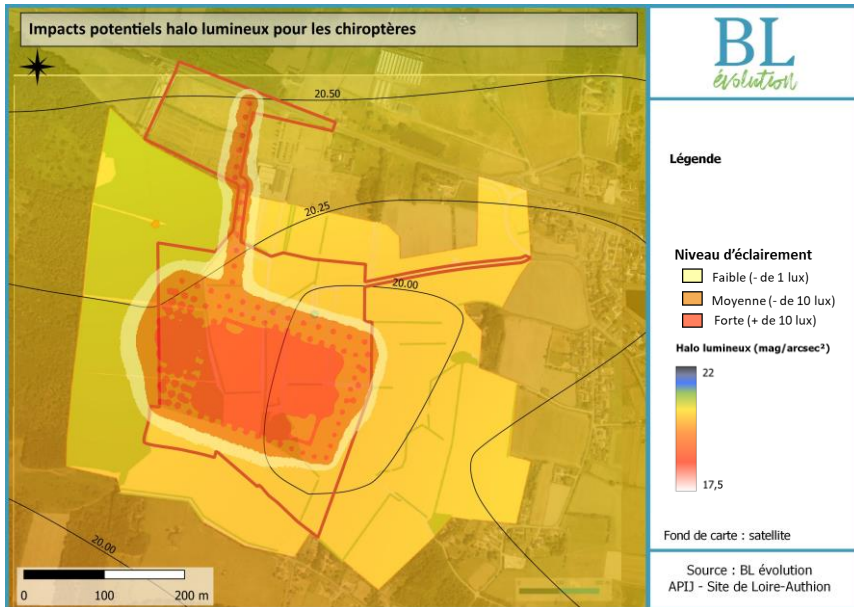 Impacts potentiels halo lumineux pour les chiroptères
20.50
20.25
20.00
20.00
0 100 200 m
BL
évolution
Légende
Niveau d'éclairement
Faible (- de 1 lux)
Moyenne (- de 10 lux)
Forte (+ de 10 lux)
Halo lumineux (mag/arcsec²)
22
17,5
Fond de carte : satellite
Source : BL évolution
APIJ - Site de Loire-Authion